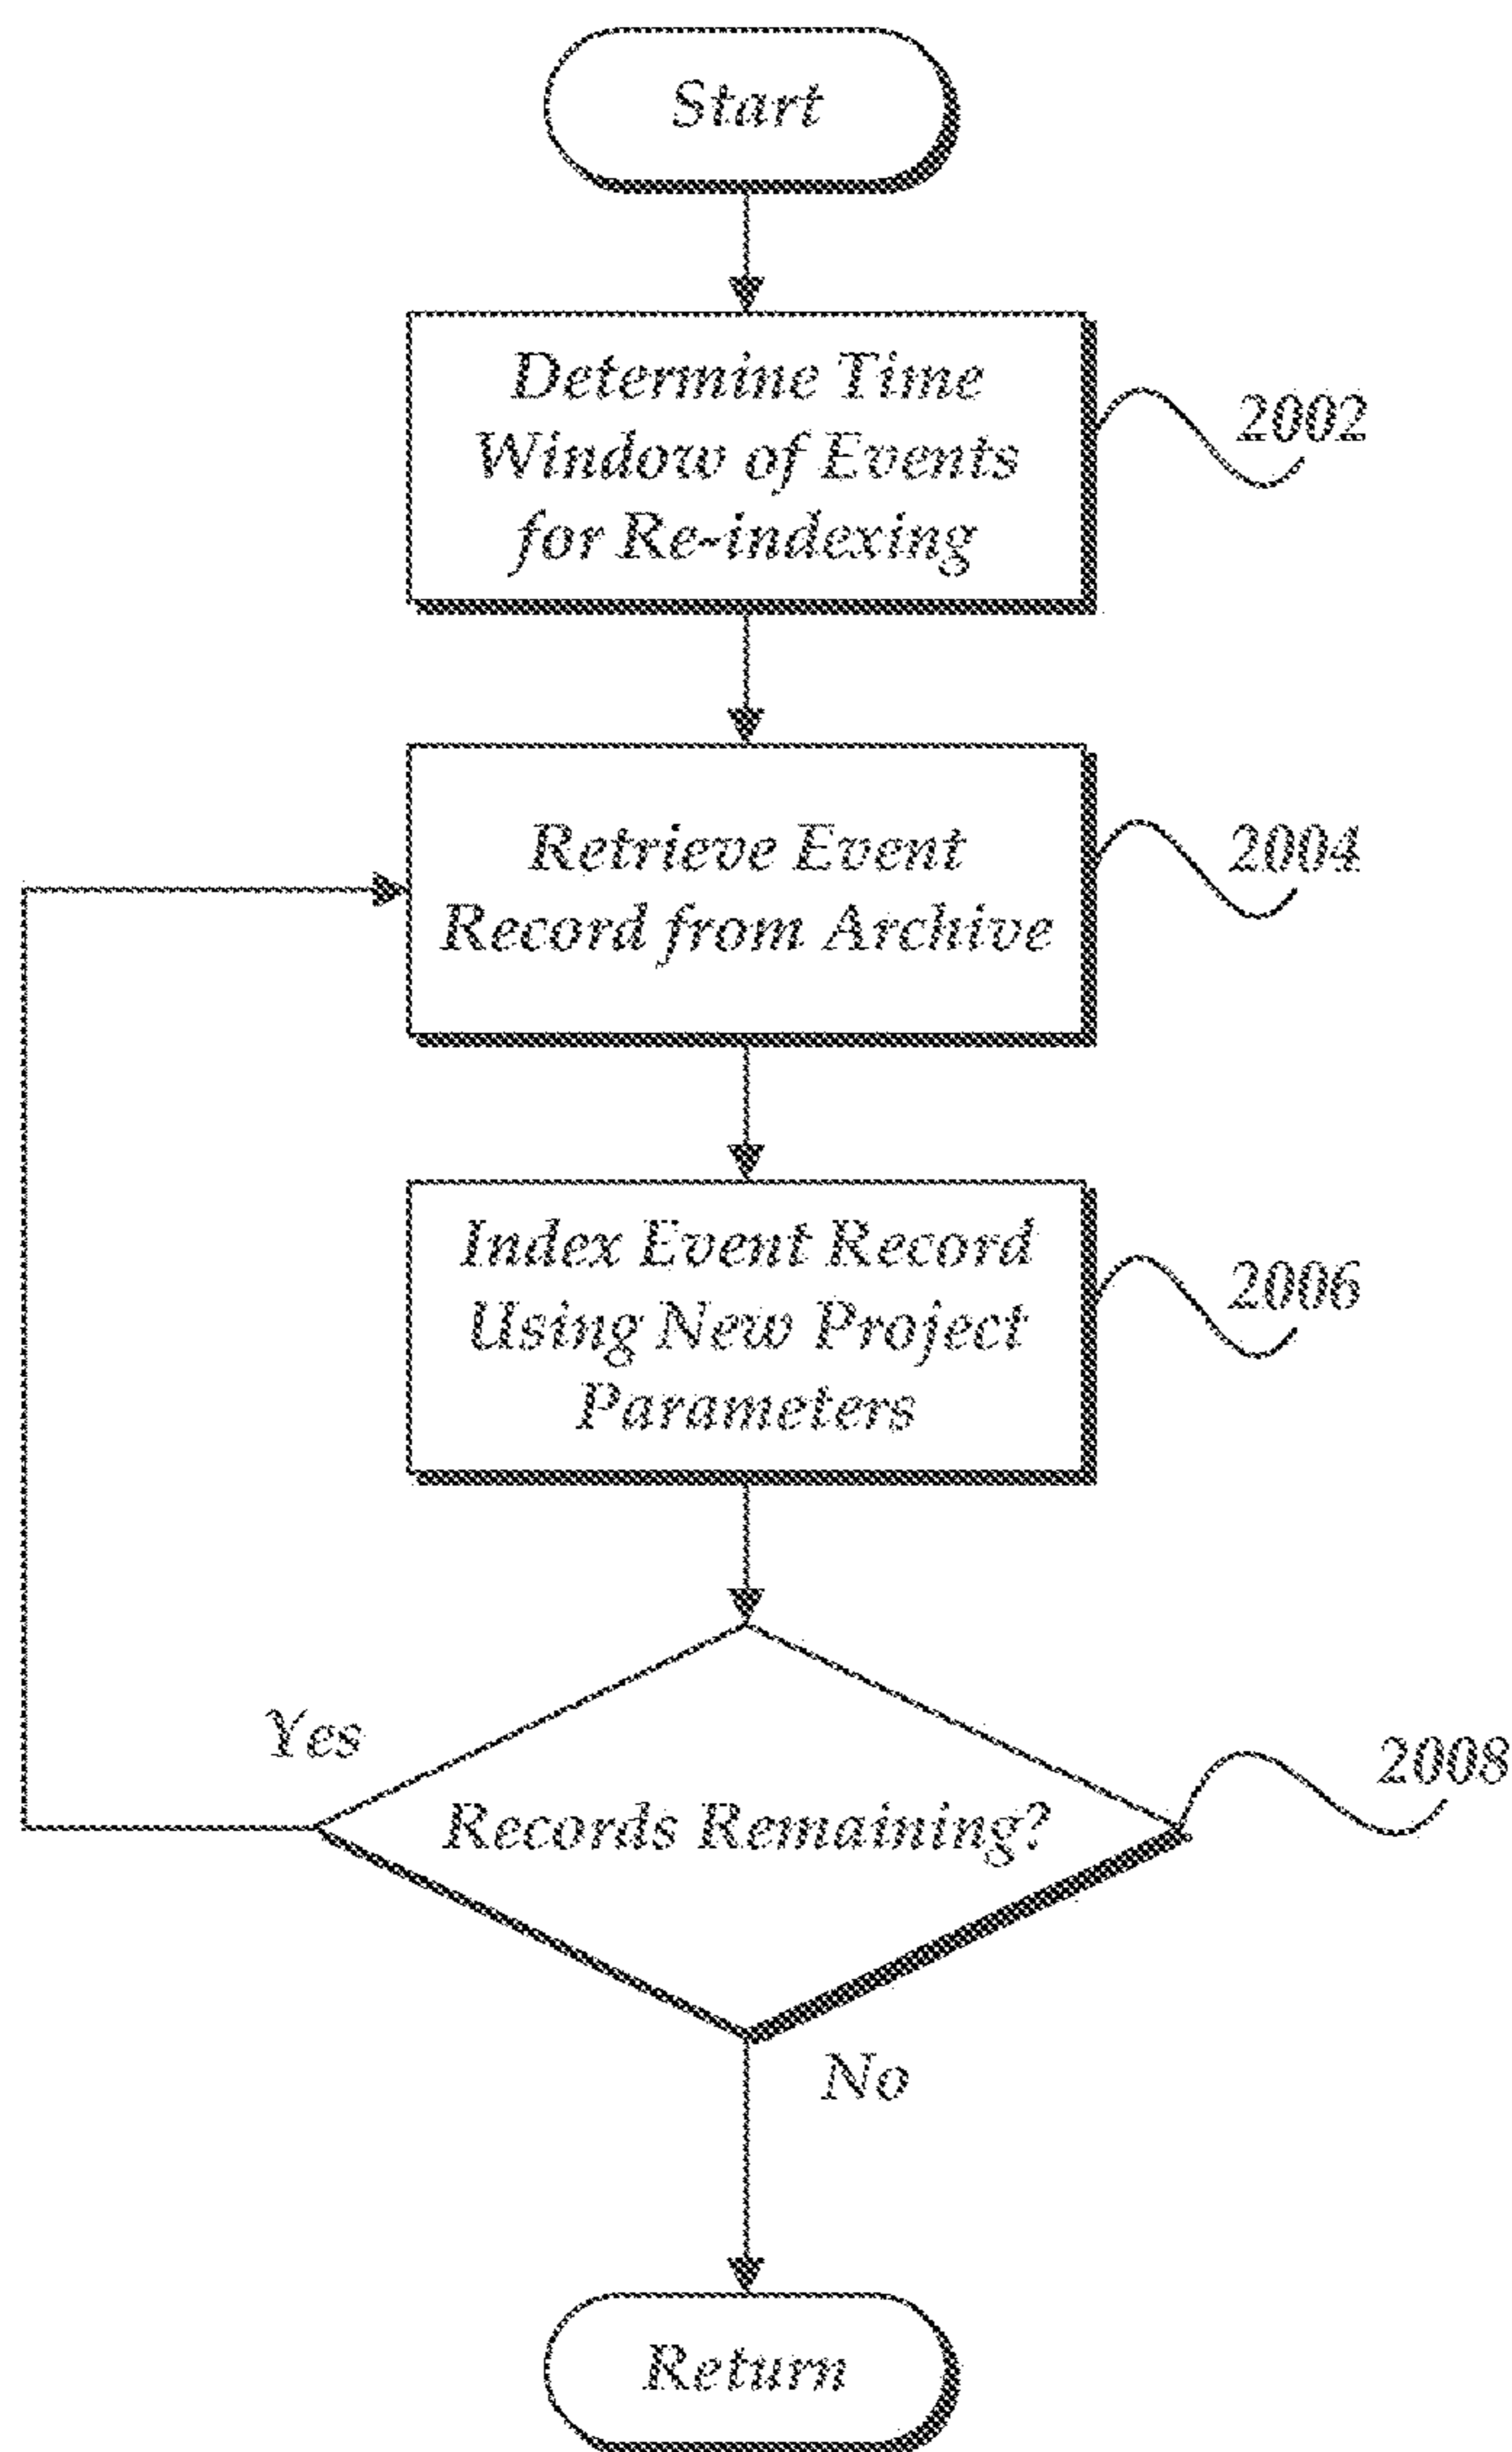 Start
Determine Time
Window of Events
for Re-indexing
2002
Retrieve Event
Record from Archive
2004
Index Event Record
Using New Project
Parameters
2006
Yes
Records Remaining?
2008
No
Return